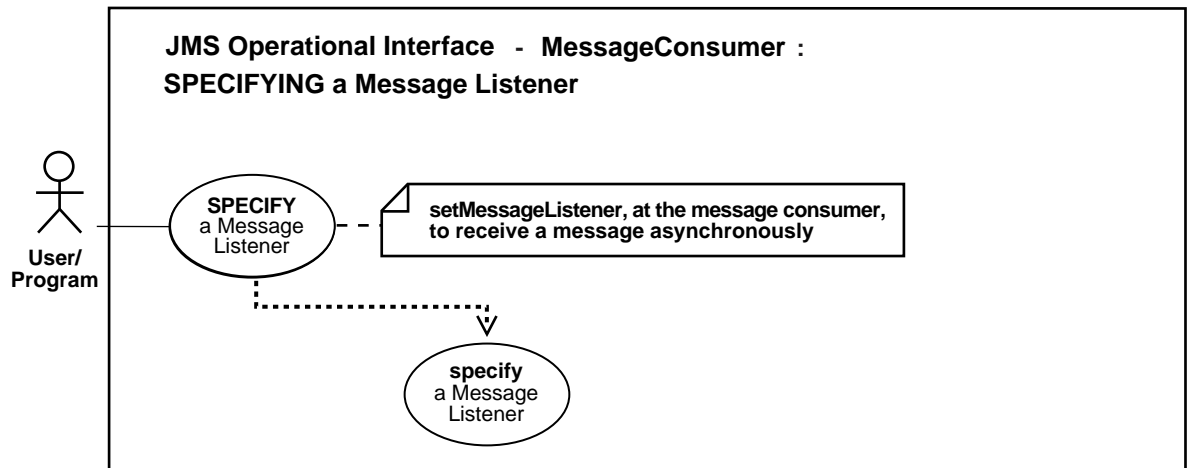 JMS Operational Interface - MessageConsumer :
SPECIFYING a Message Listener
SPECIFY
a Message
Listener
setMessageListener, at the message consumer,
to receive a message asynchronously
User/
Program
specify
a Message
Listener